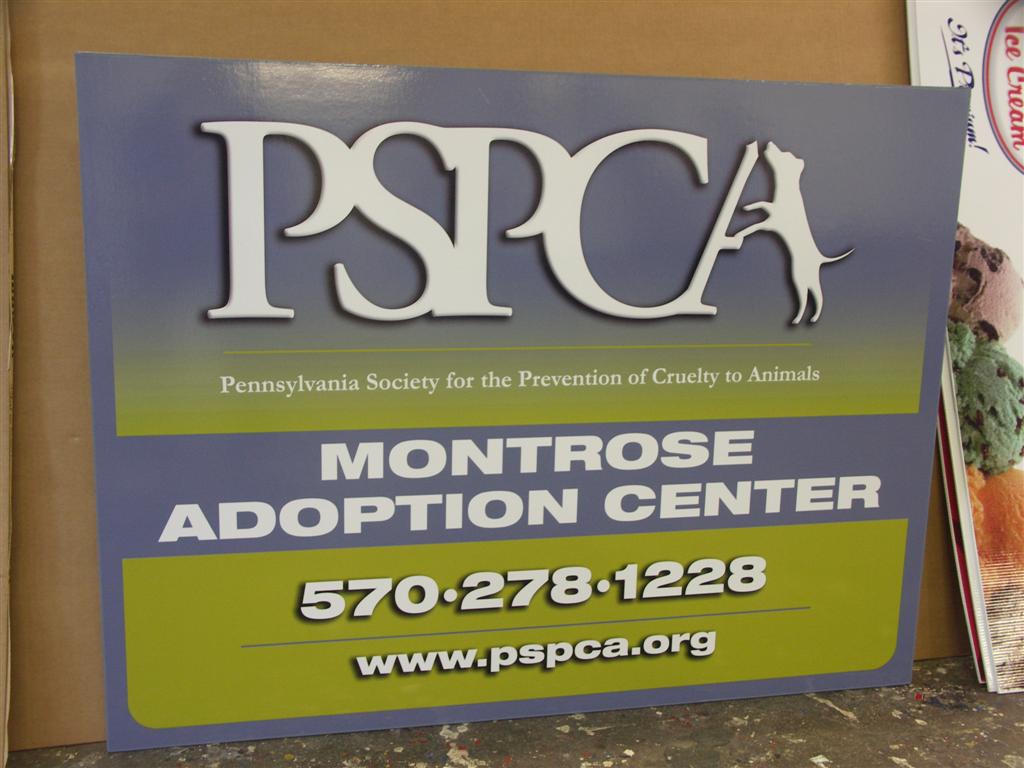 PSPCA
Pennsylvania Society for the Prevention of Cruelty to Animals
MONTROSE
ADOPTION CENTER
570•278•1228
www.pspca.org
Ice Cream
It's